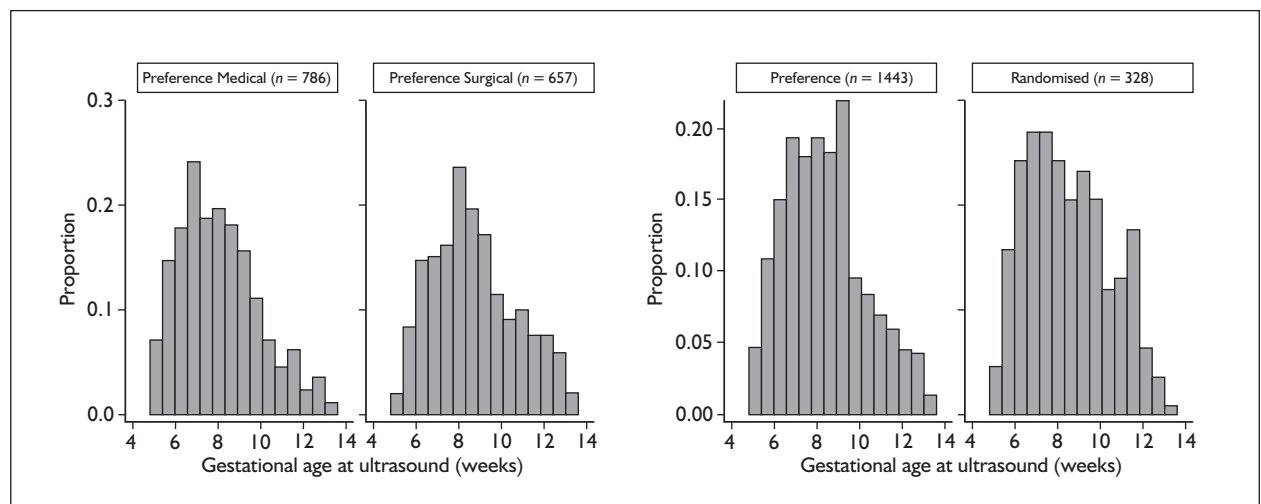 Preference Medical (n = 786)
Preference Surgical (n = 657)
Preference (n = 1443)
Randomised (n = 328)
Proportion
0.3
0.2
0.1
0.0
4 6 8 10 12 14
4 6 8 10 12 14
Gestational age at ultrasound (weeks)
Proportion
0.20
0.15
0.10
0.05
0.00
4 6 8 10 12 14
4 6 8 10 12 14
Gestational age at ultrasound (weeks)